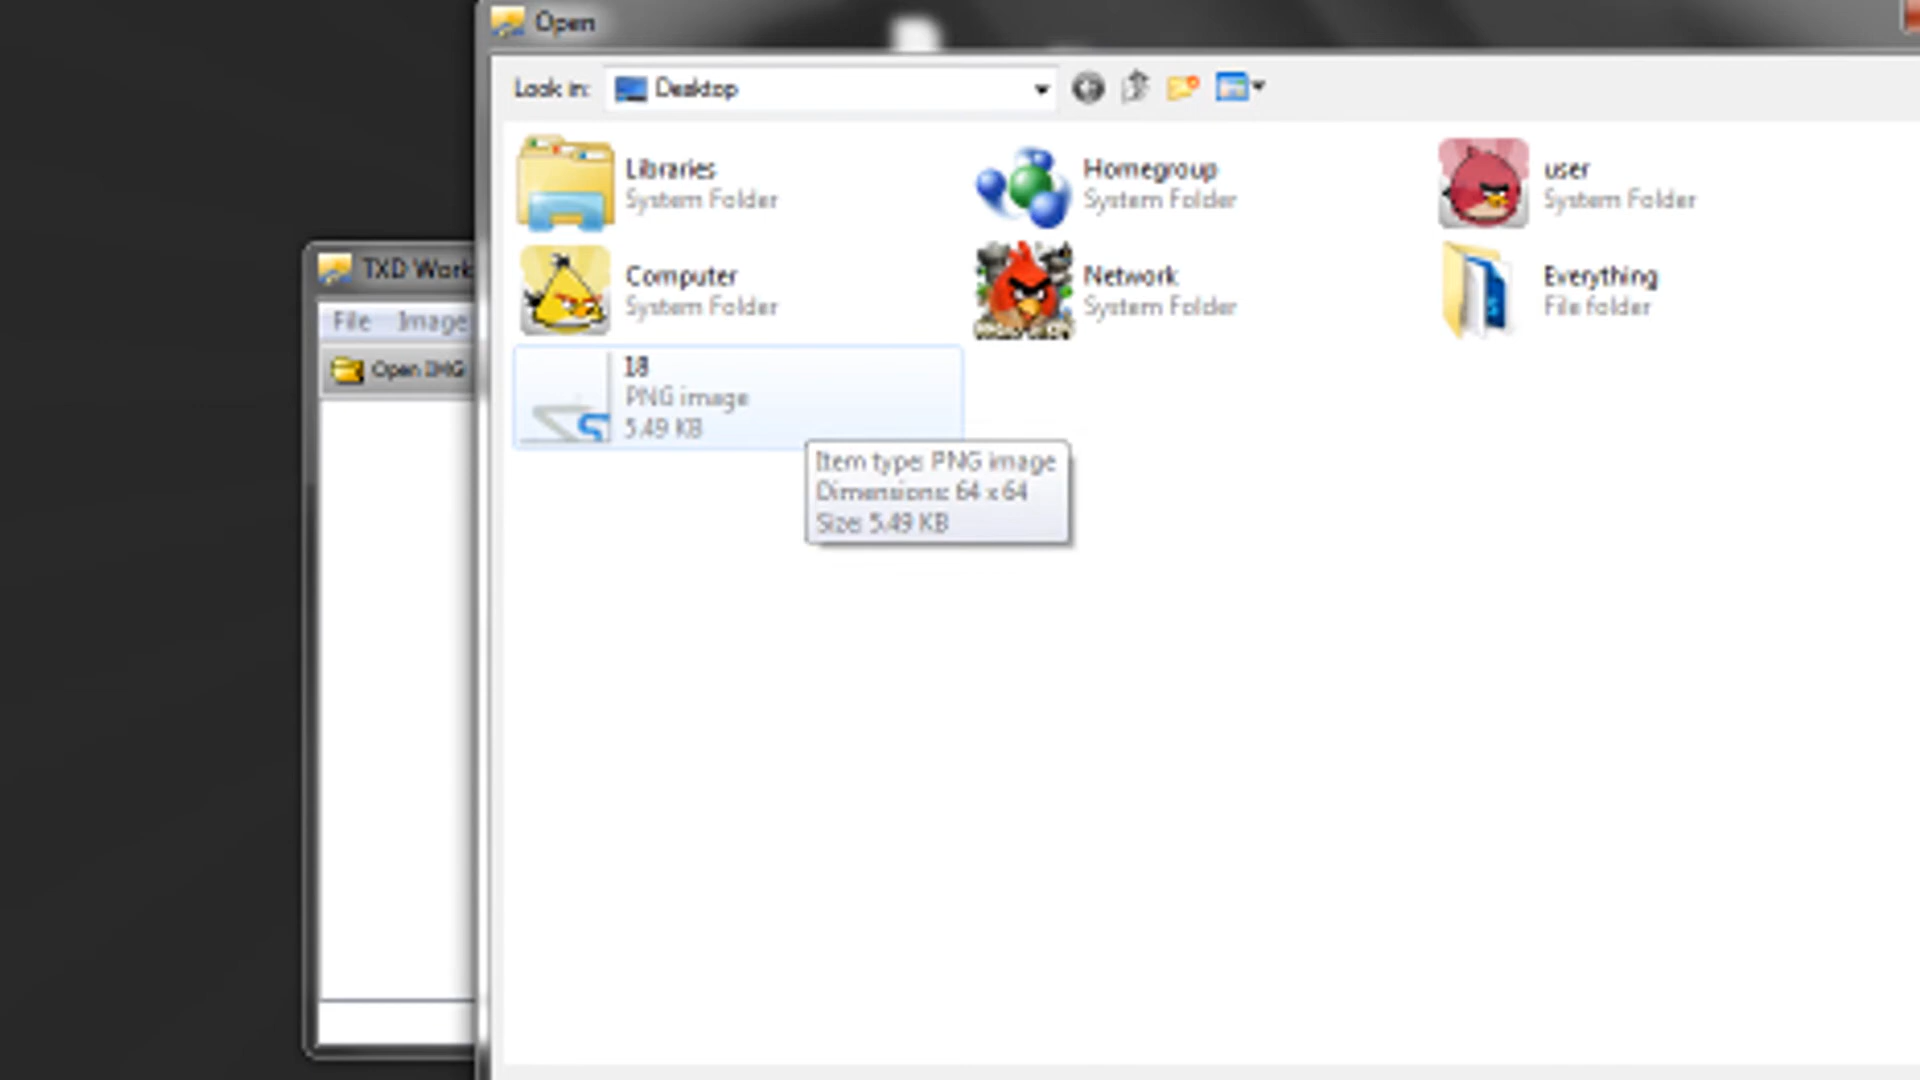 Open
Look in: Desktop
Libraries
System Folder
Homegroup
System Folder
user
System Folder
Computer
System Folder
Network
System Folder
Everything
File folder
18
PNG image
5.49 KB
Item type: PNG image
Dimensions: 64 x 64
Size: 5.49 KB
TXD Work
File Image
Open IMG